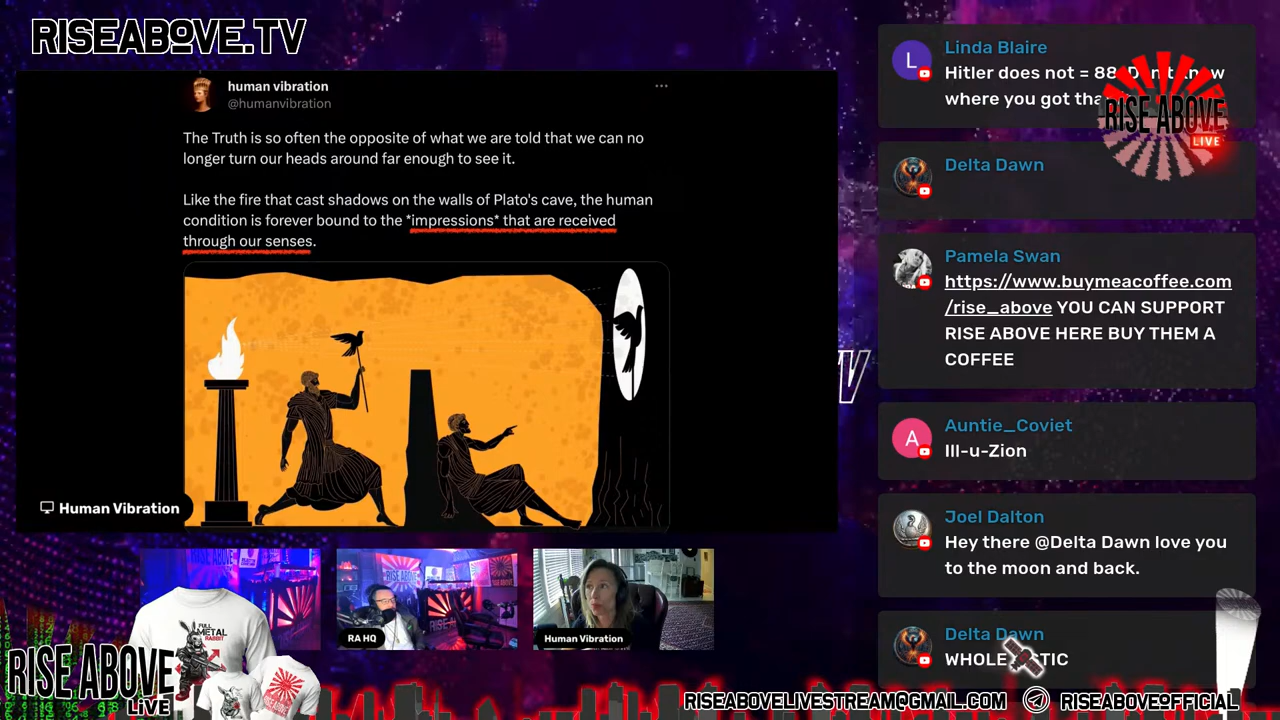 RISEABOVE.TV
human vibration
@humanvibration
The Truth is so often the opposite of what we are told that we can no
longer turn our heads around far enough to see it.
Like the fire that cast shadows on the walls of Plato's cave, the human
condition is forever bound to the *impressions* that are received
through our senses.
Human Vibration
RA HQ
Human Vibration
FULL
METAL
RABBIT
RISE ABOVE
LIVE
Linda Blaire
Hitler does not = 88
where you got
RISE ABOVE
LIVE
Delta Dawn
Pamela Swan
https://www.buymeacoffee.com
/rise_above YOU CAN SUPPORT
RISE ABOVE HERE BUY THEM A
COFFEE
Auntie_Coviet
Ill-u-Zion
Joel Dalton
Hey there @Delta Dawn love you
to the moon and back.
Delta Dawn
RISEABOVELIVESTREAM@GMAIL.COM
RISEABOVEOFFICIAL